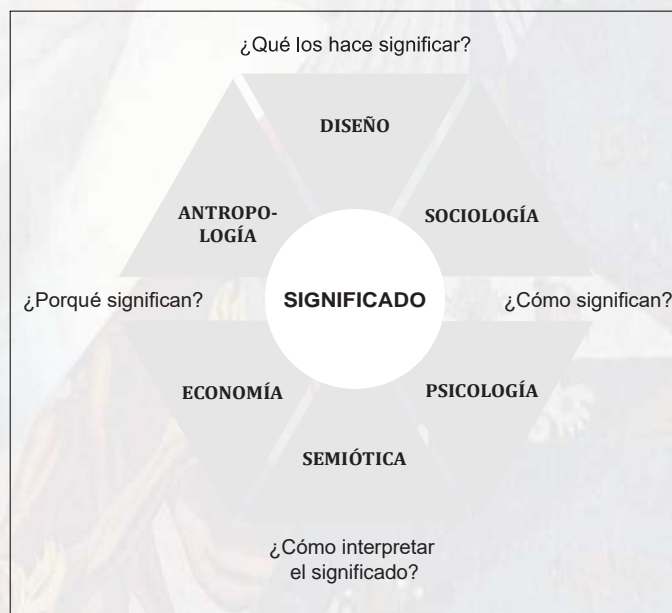 ¿Qué los hace significar?
DISEÑO
ANTROPO-
LOGÍA
SOCIOLOGÍA
¿Porqué significan?
SIGNIFICADO
¿Cómo significan?
ECONOMÍA
PSICOLOGÍA
SEMIÓTICA
¿Cómo interpretar
el significado?